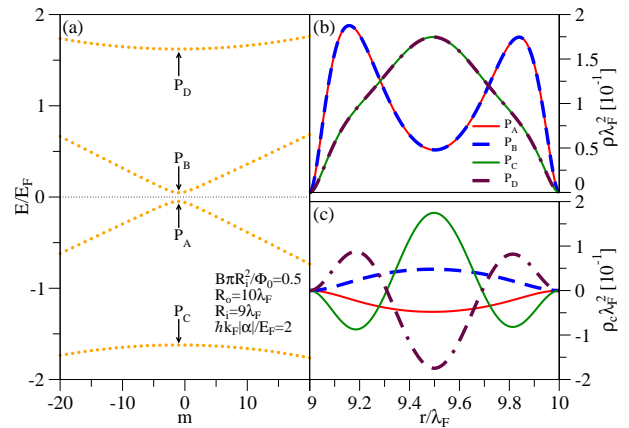 (a)
2
1
0
-1
-2
E/E_F
P_D
P_B
P_A
P_C
BπR_i^2/Φ_0=0.5
R_o=10λ_F
R_i=9λ_F
ħk_F|α|/E_F=2
-20
-10
0
10
m
(b)
P_A
P_B
P_C
P_D
2
1.5
1
0.5
ρλ_F^2 [10^-1]
(c)
2
1
0
-1
-2
ρ_cλ_F^2 [10^-1]
9
9.2
9.4
9.6
9.8
10
r/λ_F